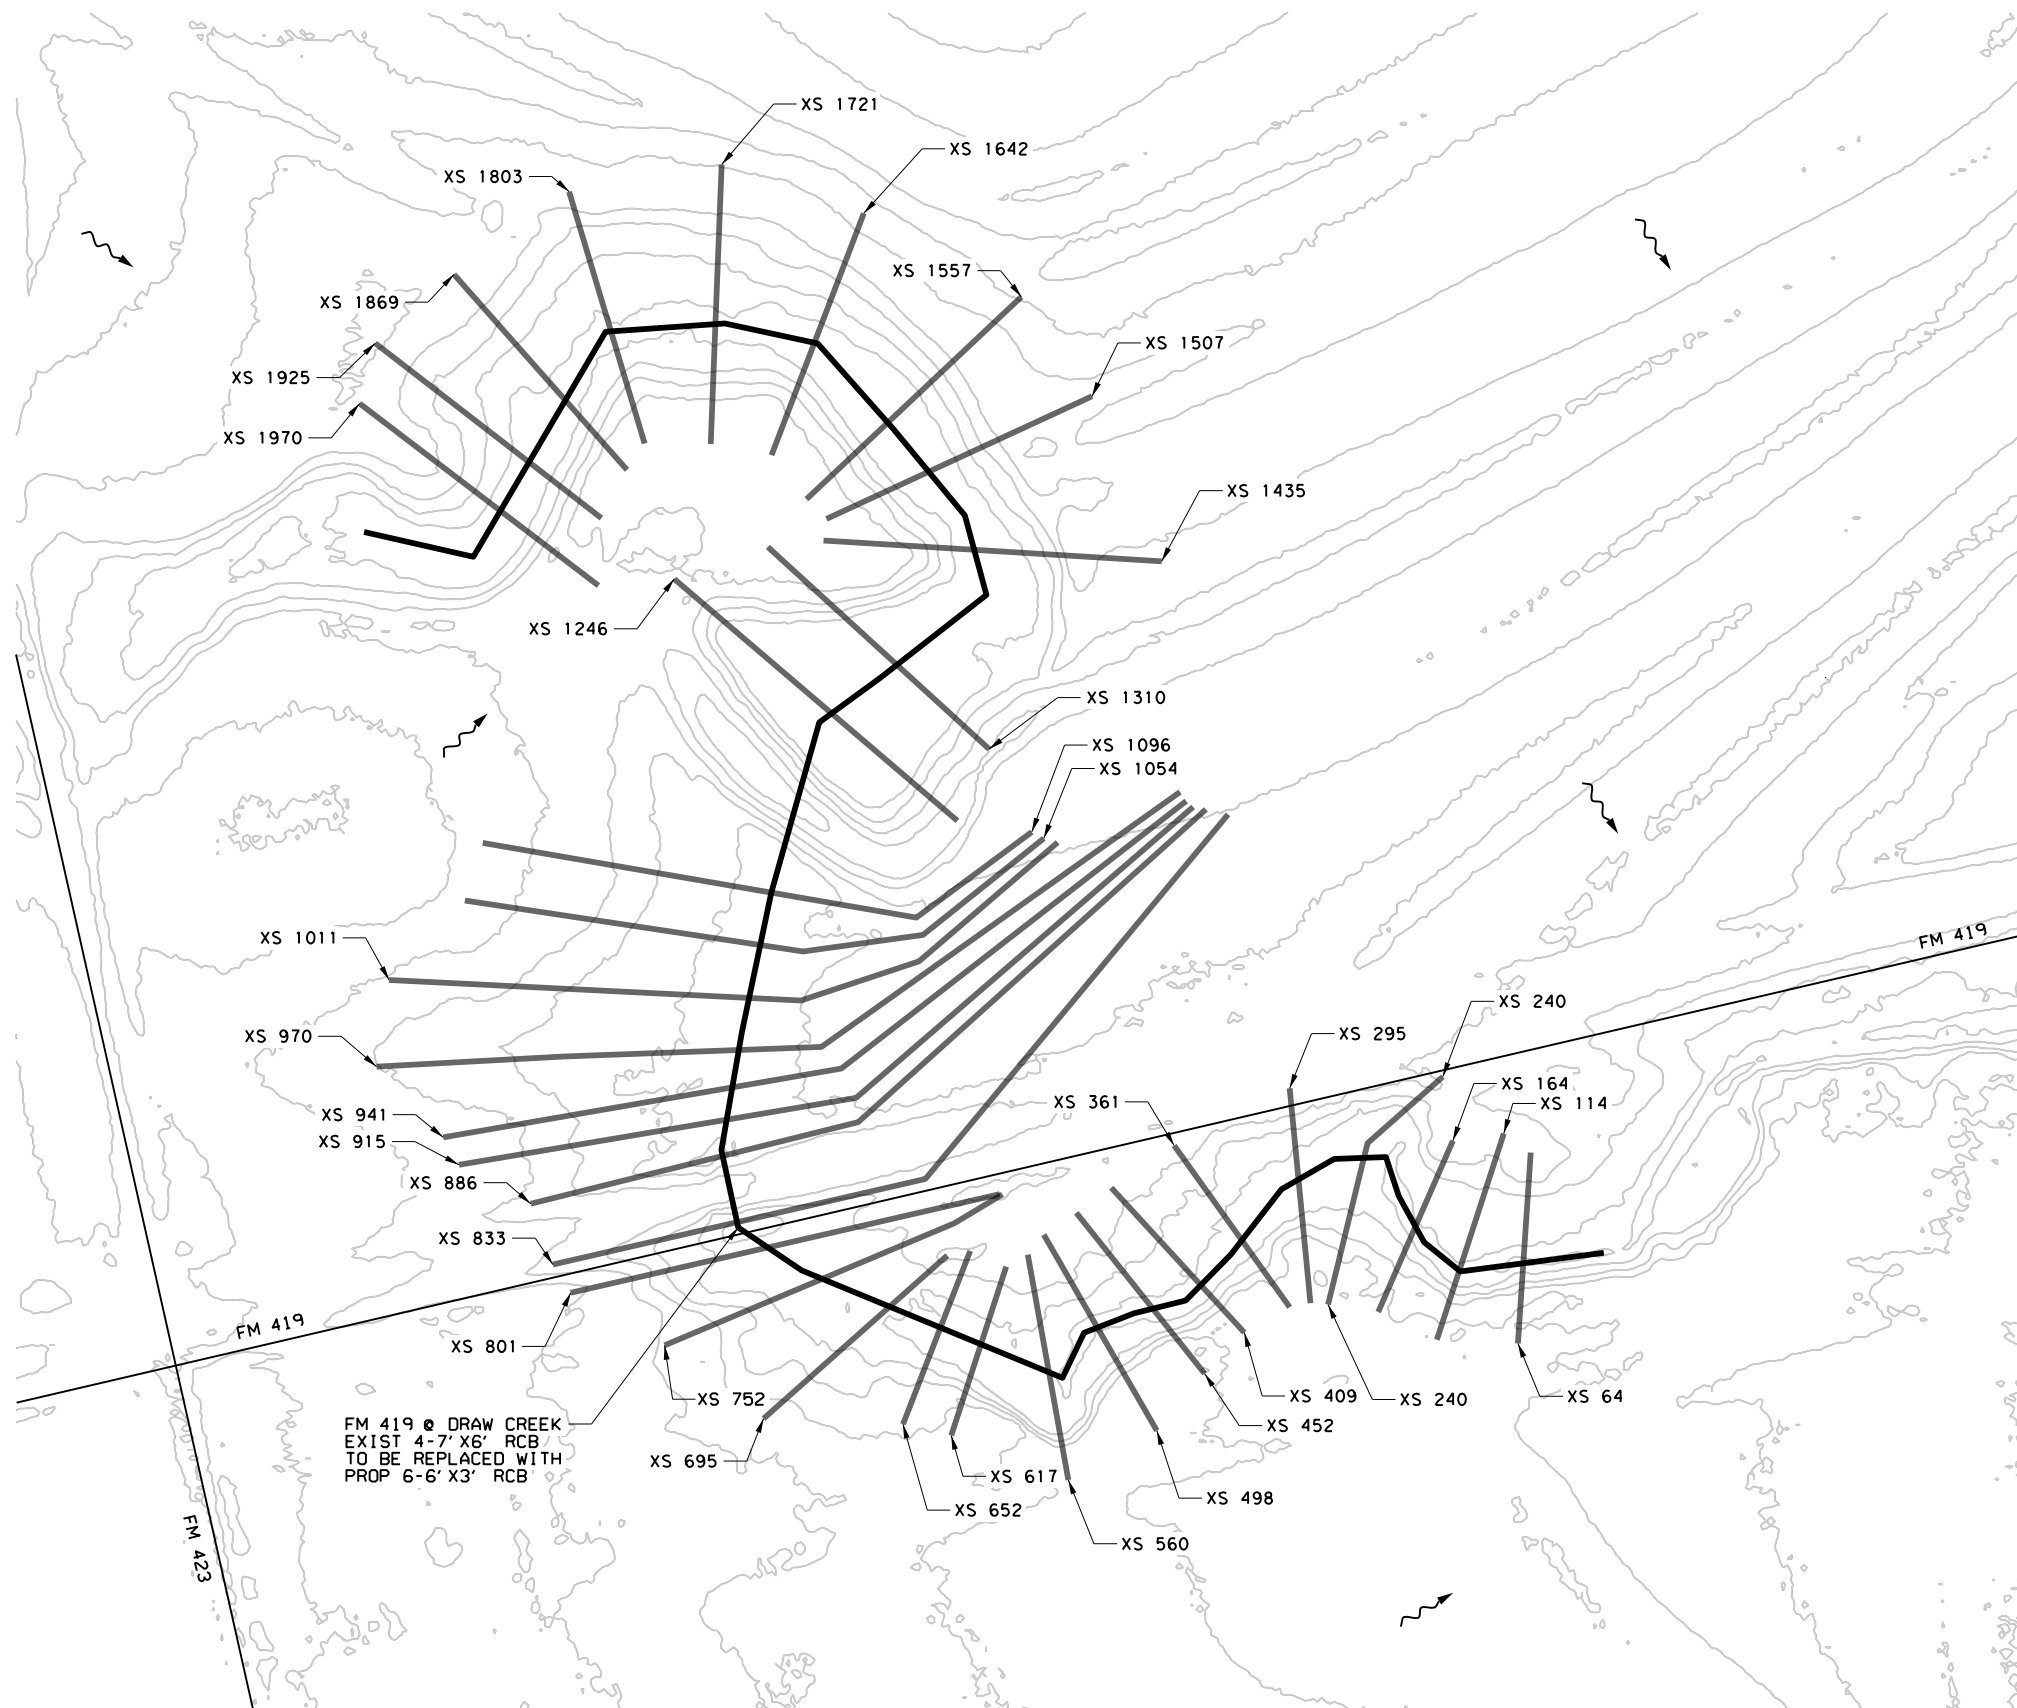 XS 1721
XS 1642
XS 1803
XS 1557
XS 1869
XS 1507
XS 1925
XS 1970
XS 1435
XS 1246
XS 1310
XS 1096
XS 1054
XS 1011
FM 419
XS 240
XS 970
XS 295
XS 164
XS 361
XS 114
XS 941
XS 915
XS 886
XS 833
FM 419
XS 801
XS 752
XS 409
XS 240
XS 64
FM 419 @ DRAW CREEK
EXIST 4-7'X6' RCB
TO BE REPLACED WITH
PROP 6-6'X3' RCB
XS 452
XS 695
XS 617
XS 498
XS 652
XS 560
FM 423